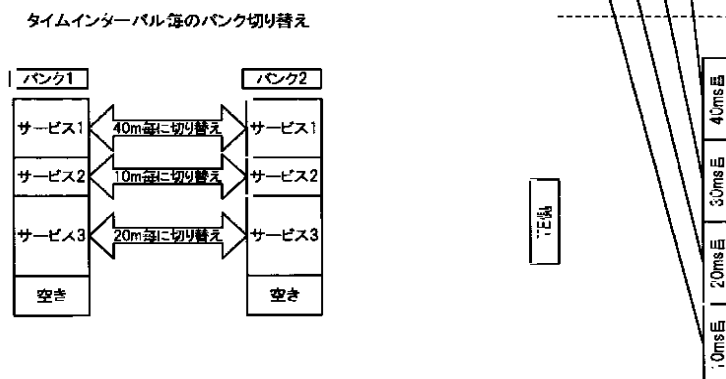 タイムインターバル毎のバンク切り替え
バンク1
バンク2
サービス1
40m毎に切り替え
サービス1
サービス2
10m毎に切り替え
サービス2
サービス3
20m毎に切り替え
サービス3
空き
空き
40ms目
30ms目
20ms目
10ms目